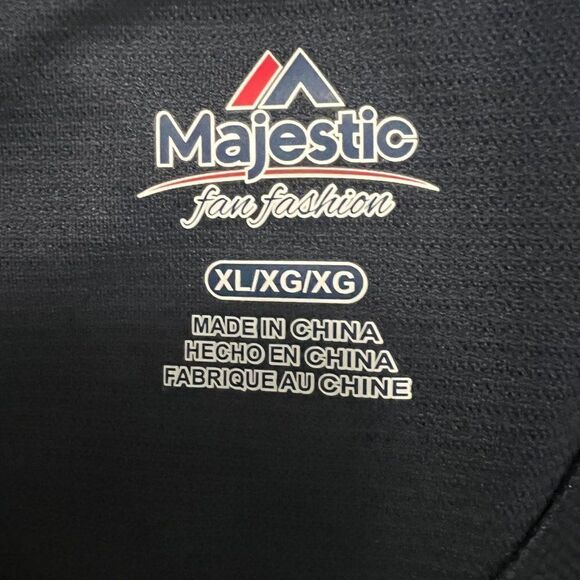 Majestic
fan fashion
XL/XG/XG
MADE IN CHINA
HECHO EN CHINA
FABRIQUE AU CHINE